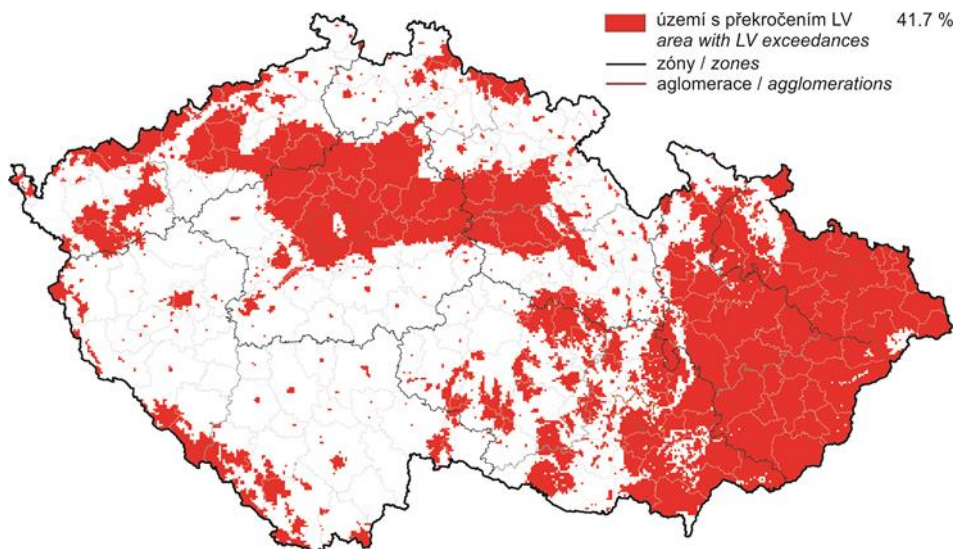 území s překročením LV 41.7 %
area with LV exceedances
zóny / zones
aglomerace / agglomerations